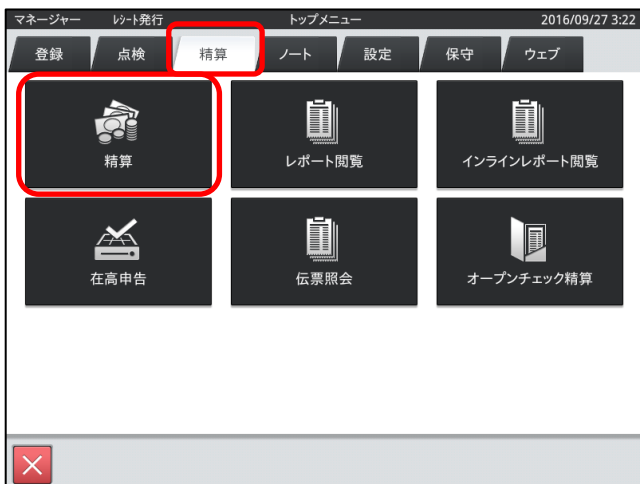 マネージャー ﾚｼｰﾄ発行 トップメニュー 2016/09/27 3:22
登録 点検 精算 ノート 設定 保守 ウェブ
精算 レポート閲覧 インラインレポート閲覧
在高申告 伝票照会 オープンチェック精算